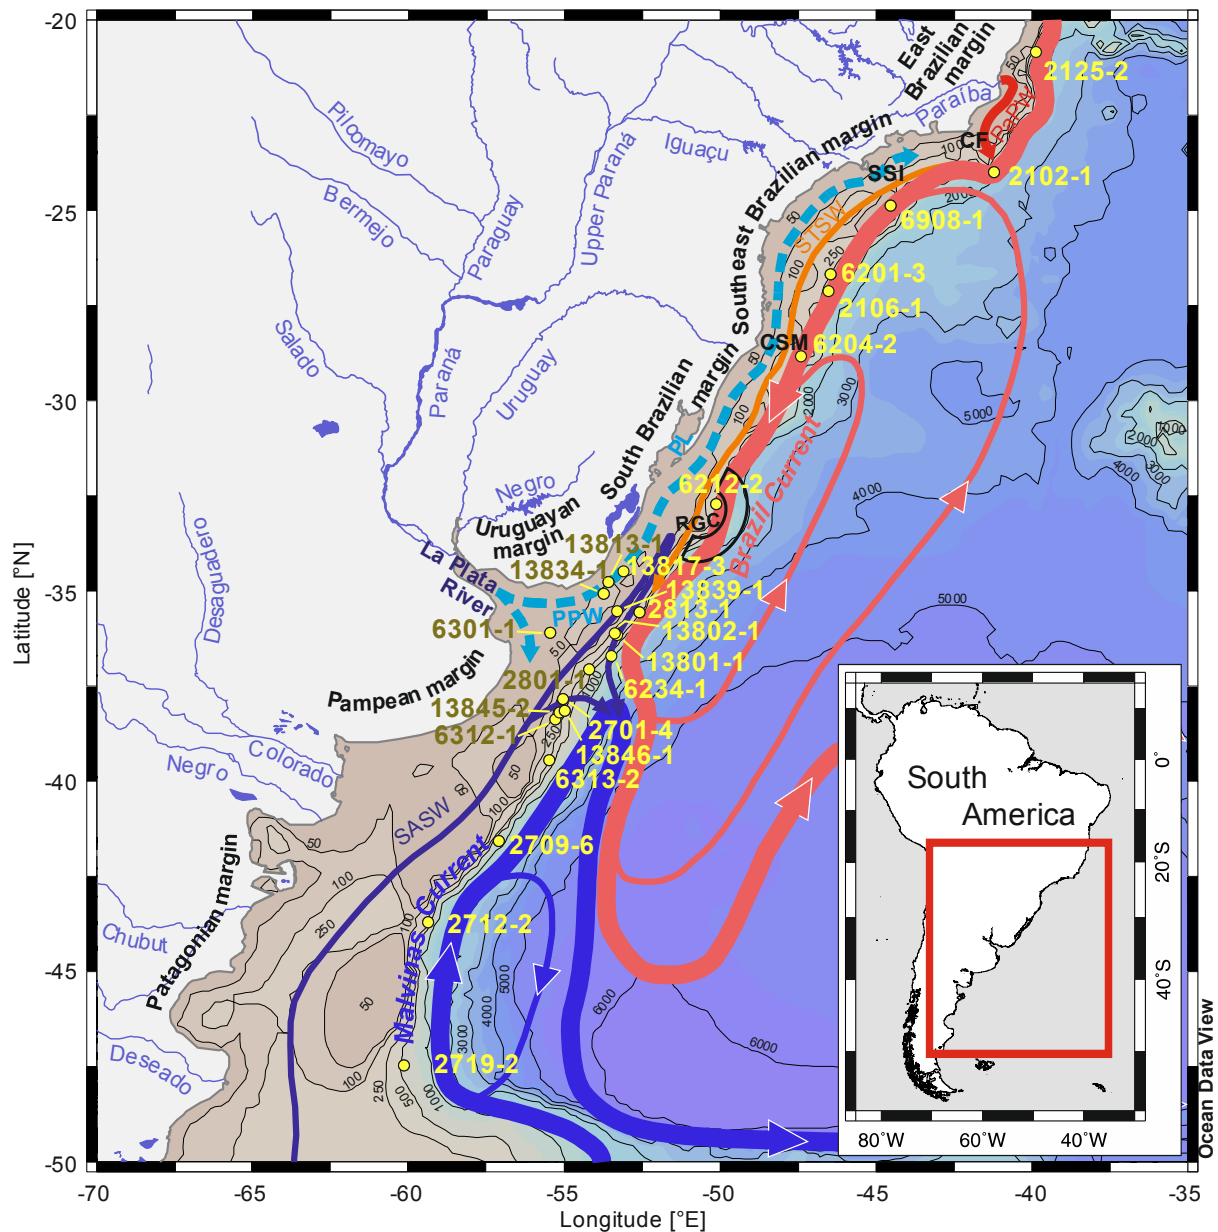 -20
-25
-30
-35
-40
-45
-50
Latitude [°N]
-70
-65
-60
-55
-50
-45
-40
-35
Longitude [°E]
Ocean Data View
East
Brazilian
margin
Paraíba
2125-2
BaPW
CF
2102-1
SSI
6908-1
Southeast Brazilian margin
STSW
6201-3
2106-1
CSM
6204-2
Pilcomayo
Bermejo
Paraguay
Upper Paraná
Iguaçu
Salado
Paraná
Uruguay
South Brazilian
margin
PL
Brazil Current
6212-2
RGC
Negro
Uruguayan
margin
Desaguadero
La Plata
River
PPW
13813-1
13834-1
13817-3
13839-1
2813-1
13802-1
13801-1
6234-1
6301-1
Pampean margin
2801-1
13845-2
6312-1
2701-4
13846-1
6313-2
Colorado
Negro
SASW
2709-6
Malvinas Current
2712-2
2719-2
Patagonian margin
Chubut
Deseado
50
100
250
500
1000
2000
3000
4000
5000
6000
South
America
0°
20°S
40°S
80°W
60°W
40°W